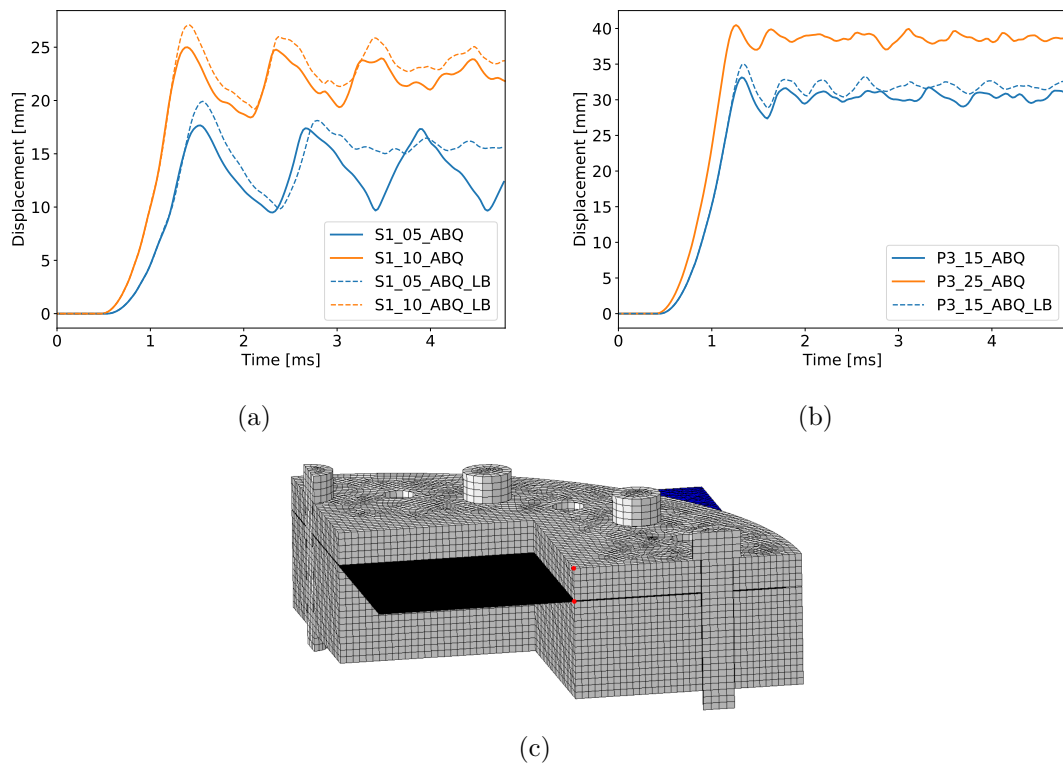 25
20
15
10
5
0
Displacement [mm]
0
1
2
3
4
Time [ms]
S1_05_ABQ
S1_10_ABQ
S1_05_ABQ_LB
S1_10_ABQ_LB
(a)
40
35
30
25
20
15
10
5
0
Displacement [mm]
0
1
2
3
4
Time [ms]
P3_15_ABQ
P3_25_ABQ
P3_15_ABQ_LB
(b)
(c)